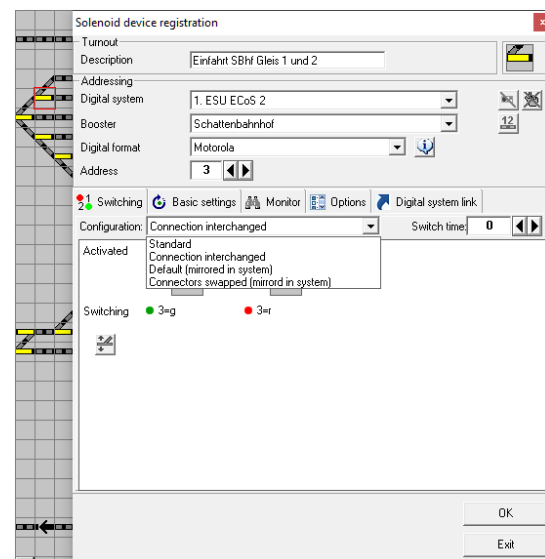 Solenoid device registration
x
Turnout
Description Einfahrt SBhf Gleis 1 und 2
Addressing
Digital system 1. ESU ECoS 2
Booster Schattenbahnhof 12
Digital format Motorola i
Address 3
1 2 Switching Basic settings Monitor Options Digital system link
Configuration: Connection interchanged Switch time: 0
Activated Standard
Connection interchanged
Default (mirrored in system)
Connectors swapped (mirrord in system)
Switching 3=g 3=r
OK
Exit